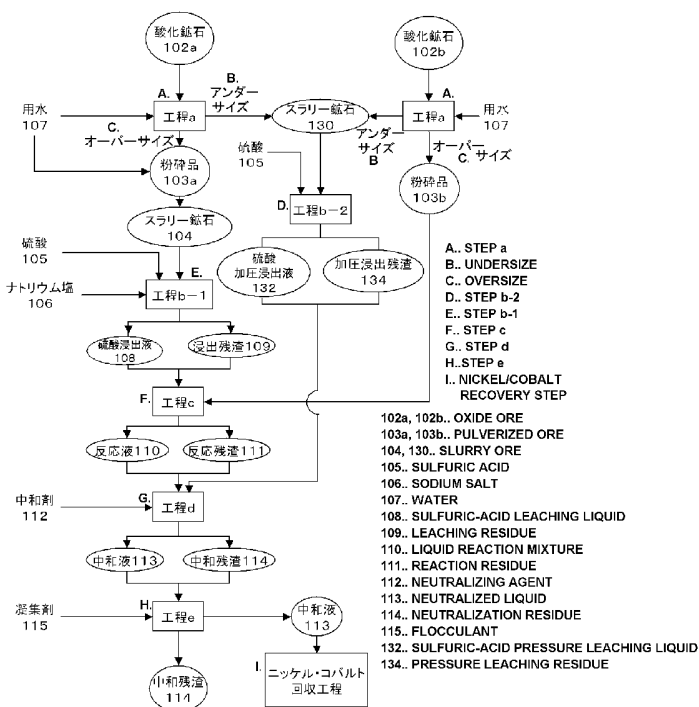 酸化鉱石
102a
酸化鉱石
102b
A.
B.
アンダー
サイズ
A.
用水
107
工程a
スラリー鉱石
130
工程a
用水
107
C.
オーバーサイズ
アンダー
サイズ
B
オーバー
C. サイズ
硫酸
105
粉砕品
103a
粉砕品
103b
D.
工程b-2
スラリー鉱石
104
硫酸
105
E.
ナトリウム塩
106
工程b-1
硫酸
加圧浸出液
132
加圧浸出残渣
134
硫酸浸出液
108
浸出残渣109
F.
工程c
反応液110
反応残渣111
中和剤
112
G.
工程d
中和液113
中和残渣114
凝集剤
115
H.
工程e
中和液
113
中和残渣
114
I.
ニッケル・コバルト
回収工程
A.. STEP a
B.. UNDERSIZE
C.. OVERSIZE
D.. STEP b-2
E.. STEP b-1
F.. STEP c
G.. STEP d
H.. STEP e
I.. NICKEL/COBALT
RECOVERY STEP
102a, 102b.. OXIDE ORE
103a, 103b.. PULVERIZED ORE
104, 130.. SLURRY ORE
105.. SULFURIC ACID
106.. SODIUM SALT
107.. WATER
108.. SULFURIC-ACID LEACHING LIQUID
109.. LEACHING RESIDUE
110.. LIQUID REACTION MIXTURE
111.. REACTION RESIDUE
112.. NEUTRALIZING AGENT
113.. NEUTRALIZED LIQUID
114.. NEUTRALIZATION RESIDUE
115.. FLOCCULANT
132.. SULFURIC-ACID PRESSURE LEACHING LIQUID
134.. PRESSURE LEACHING RESIDUE